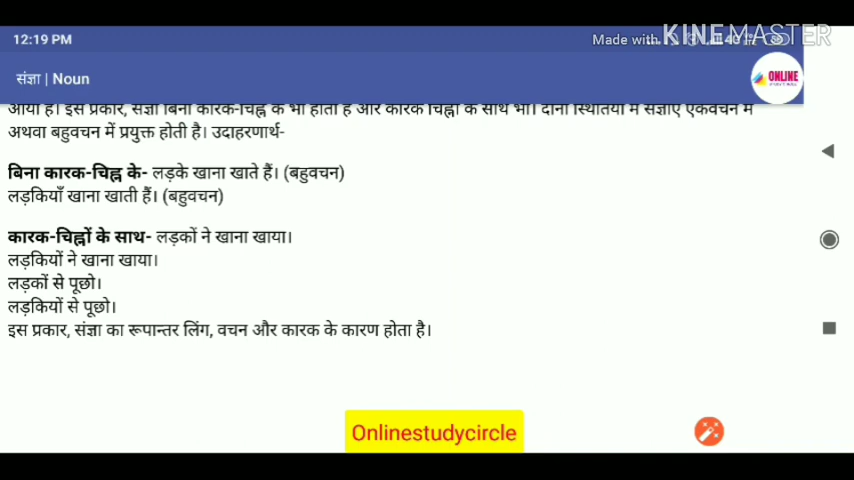 12:19 PM
Made with KINEMASTER
संज्ञा | Noun
ONLINE
आया है। इस प्रकार, संज्ञा बिना कारक-चिह्न के भी होती है और कारक चिह्नों के साथ भी। दोनों स्थितियों में संज्ञाएँ एकवचन में
अथवा बहुवचन में प्रयुक्त होती है। उदाहरणार्थ-
बिना कारक-चिह्न के- लड़के खाना खाते हैं। (बहुवचन)
लड़कियाँ खाना खाती हैं। (बहुवचन)
कारक-चिह्नों के साथ- लड़कों ने खाना खाया।
लड़कियों ने खाना खाया।
लड़कों से पूछो।
लड़कियों से पूछो।
इस प्रकार, संज्ञा का रूपान्तर लिंग, वचन और कारक के कारण होता है।
Onlinestudycircle